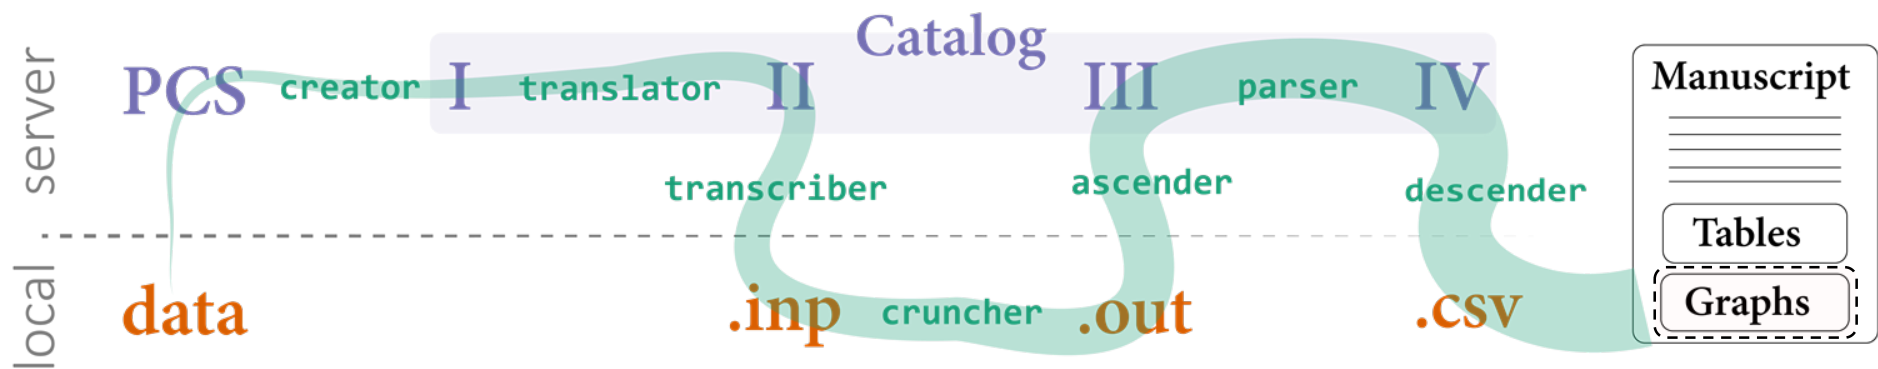 Catalog
server
PCS creator I translator II III parser IV
transcriber ascender descender
local
data .inp cruncher .out .csv
Manuscript
Tables
Graphs